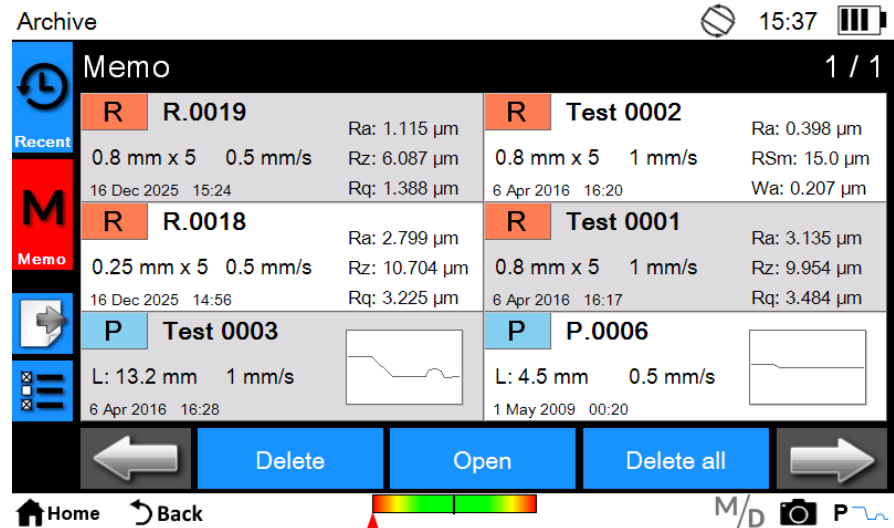 Archive 15:37
Recent
Memo
Memo 1 / 1
R R.0019
Ra: 1.115 µm
0.8 mm x 5 0.5 mm/s
Rz: 6.087 µm
16 Dec 2025 15:24
Rq: 1.388 µm
R Test 0002
Ra: 0.398 µm
0.8 mm x 5 1 mm/s
RSm: 15.0 µm
6 Apr 2016 16:20
Wa: 0.207 µm
M
R R.0018
Ra: 2.799 µm
0.25 mm x 5 0.5 mm/s
Rz: 10.704 µm
16 Dec 2025 14:56
Rq: 3.225 µm
R Test 0001
Ra: 3.135 µm
0.8 mm x 5 1 mm/s
Rz: 9.954 µm
6 Apr 2016 16:17
Rq: 3.484 µm
P Test 0003
L: 13.2 mm 1 mm/s
6 Apr 2016 16:28
P P.0006
L: 4.5 mm 0.5 mm/s
1 May 2009 00:20
Delete Open Delete all
Home Back M/D P